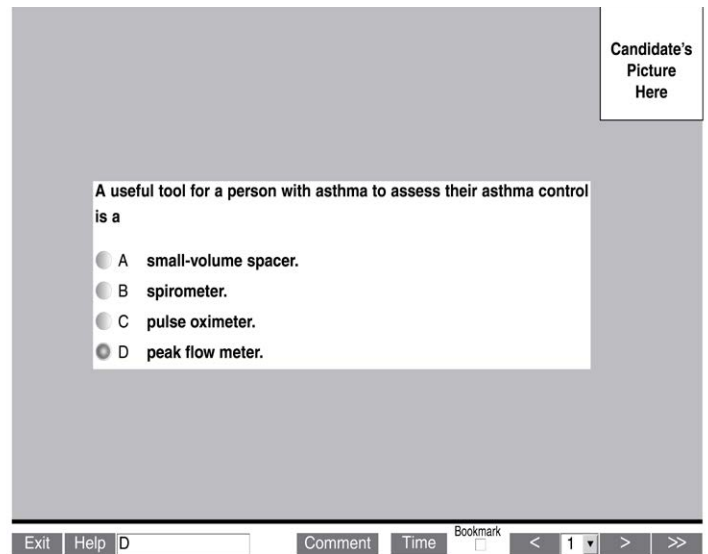 Candidate's
Picture
Here
A useful tool for a person with asthma to assess their asthma control
is a
A small-volume spacer.
B spirometer.
C pulse oximeter.
D peak flow meter.
Exit Help D Comment Time Bookmark < 1 > >>